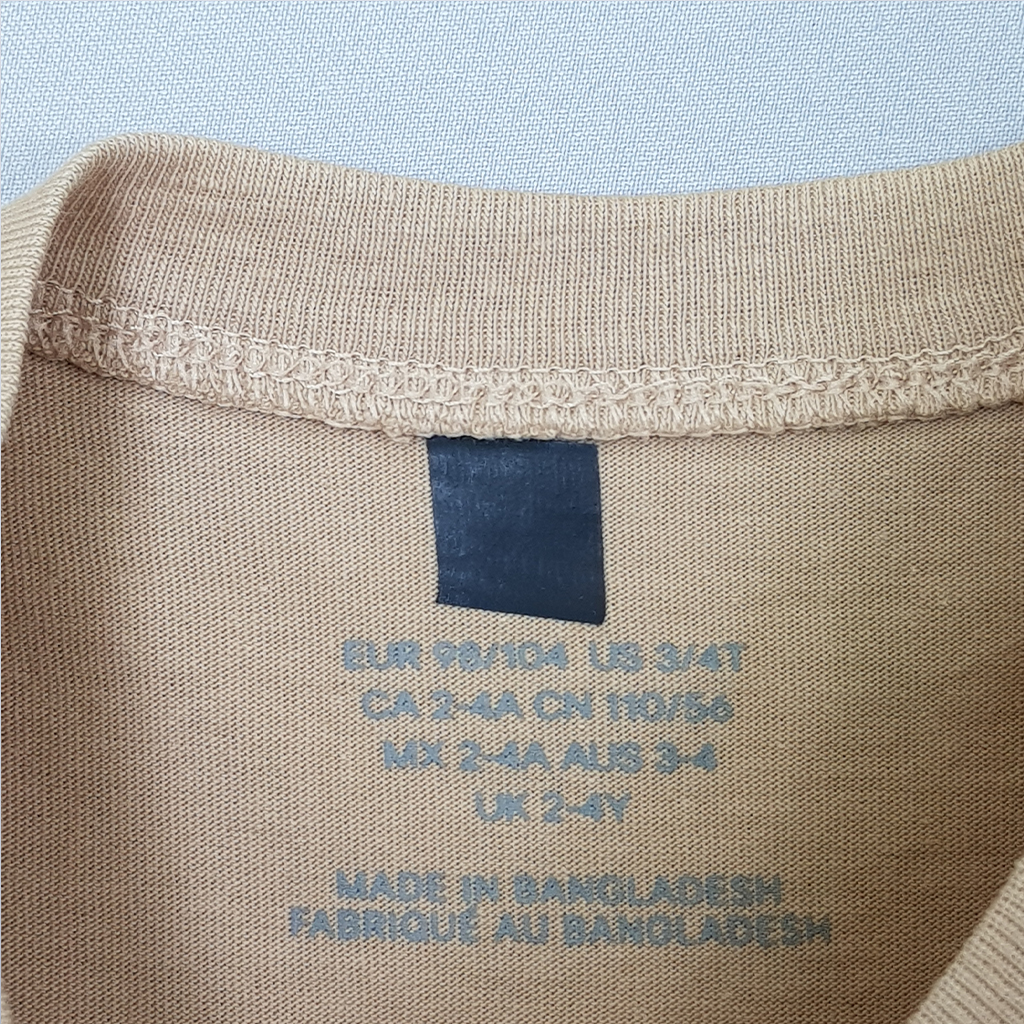 EUR 98/104 US 3/4T
CA 2-4A CN 110/56
MX 2-4A AUS 3-4
UK 2-4Y
MADE IN BANGLADESH
FABRIQUÉ AU BANGLADESH